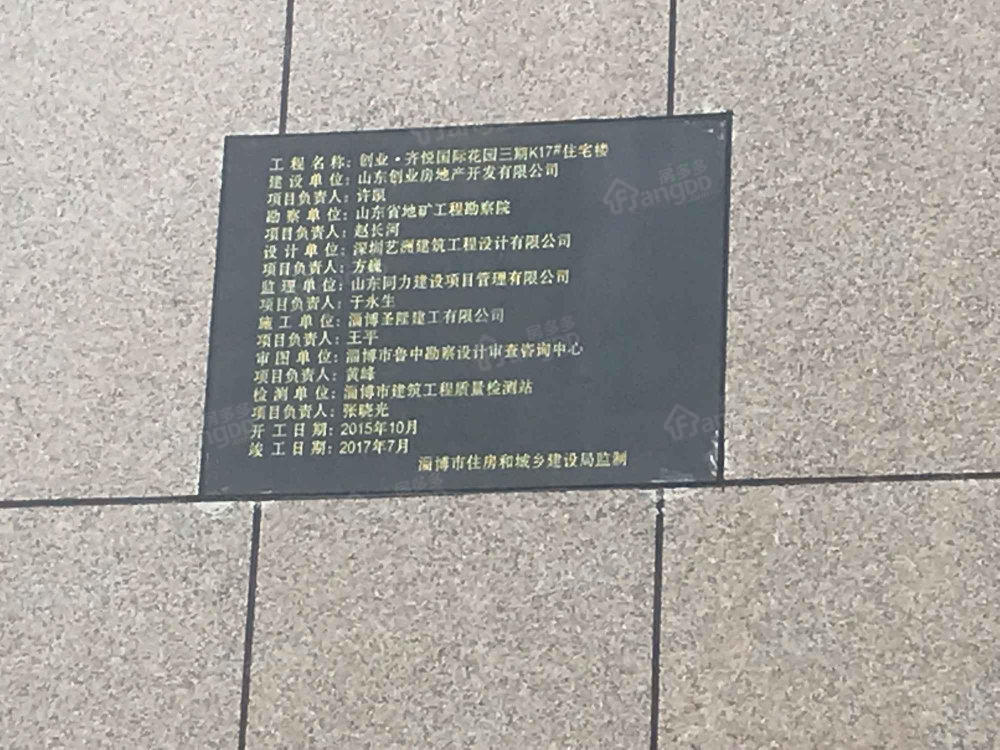 工程名称：创业·齐悦国际花园三期K17#住宅楼
建设单位：山东创业房地产开发有限公司
项目负责人：许
勘察单位：山东省地矿工程勘察院
项目负责人：赵长河
设计单位：深圳艺洲建筑工程设计有限公司
项目负责人：方巍
监理单位：山东同力建设项目管理有限公司
项目负责人：于永生
施工单位：淄博圣陞建工有限公司
项目负责人：王平
审图单位：淄博市鲁中勘察设计审查咨询中心
项目负责人：黄峰
检测单位：淄博市建筑工程质量检测站
项目负责人：张晓光
开工日期：2015年10月
竣工日期：2017年7月
淄博市住房和城乡建设局监制
房多多
FangDD